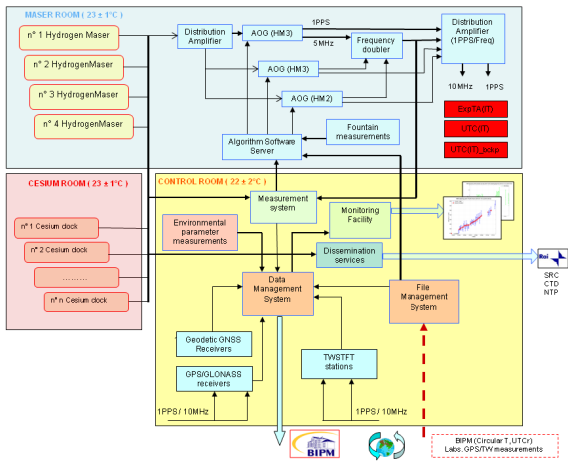 MASER ROOM ( 23 ± 1°C )
n° 1 Hydrogen Maser
n° 2 HydrogenMaser
n° 3 HydrogenMaser
n° 4 HydrogenMaser
Distribution
Amplifier
AOG (HM3)
AOG (HM3)
AOG (HM2)
1PPS
5MHz
Frequency
doubler
Distribution
Amplifier
(1PPS/Freq)
10MHz
1PPS
ExpTA(IT)
UTC(IT)
UTC(IT)_bckp
Algorithm Software
Server
Fountain
measurements
CESIUM ROOM ( 23 ± 1°C )
n° 1 Cesium clock
n° 2 Cesium clock
.........
n° n Cesium clock
CONTROL ROOM ( 22 ± 2°C )
Measurement
system
Environmental
parameter
measurements
Monitoring
Facility
Dissemination
services
Data
Management
System
File
Management
System
Geodetic GNSS
Receivers
GPS/GLONASS
receivers
TWSTFT
stations
1PPS / 10MHz
1PPS / 10MHz
Rai
SRC
CTD
NTP
BIPM
BIPM (Circular T, UTCr)
Labs. GPS/TW measurements